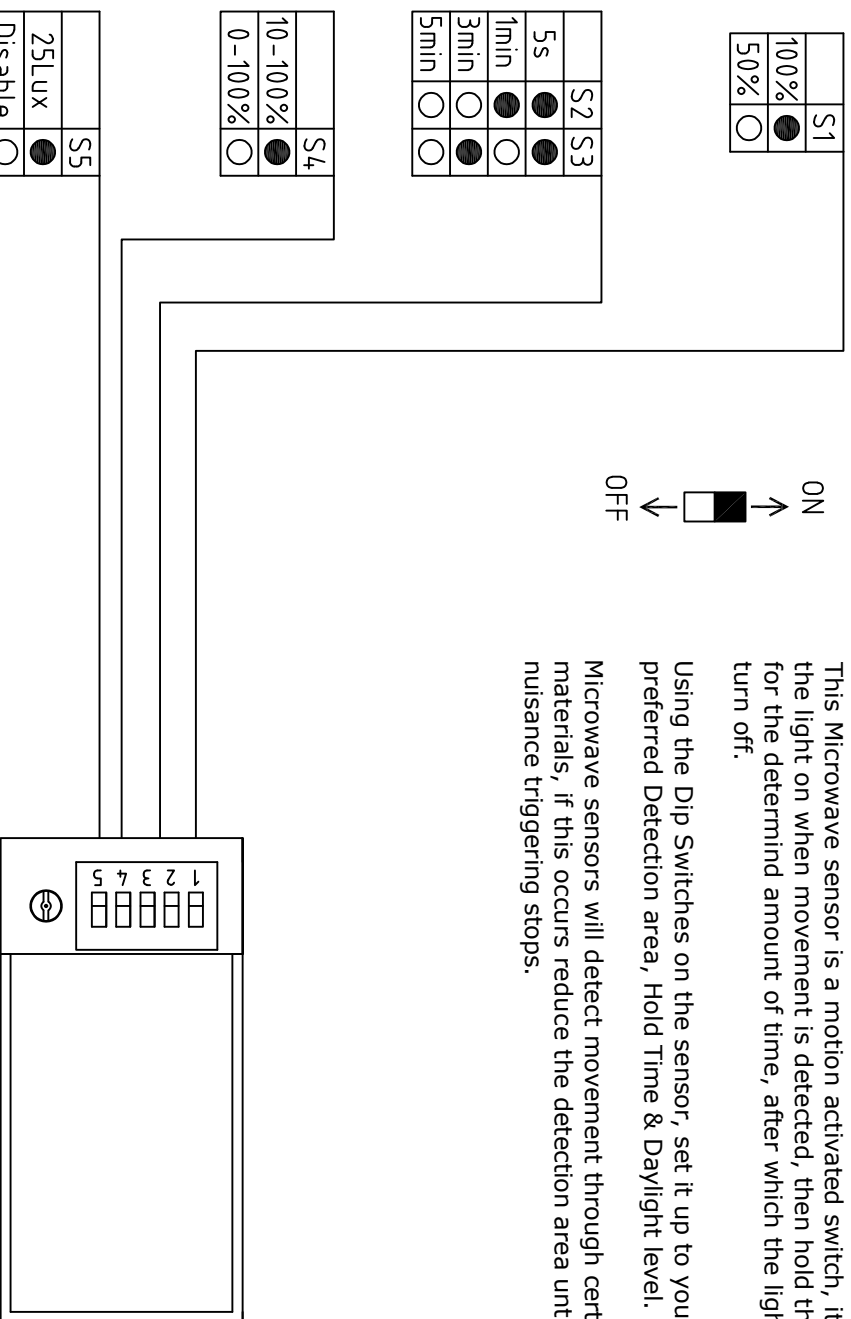 S1
100%
50%
S2 S3
5s
1min
3min
5min
S4
10-100%
0-100%
S5
25Lux
Disable
ON
OFF
This Microwave sensor is a motion activated switch, it
the light on when movement is detected, then hold th
for the determind amount of time, after which the ligh
turn off.
Using the Dip Switches on the sensor, set it up to you
preferred Detection area, Hold Time & Daylight level.
Microwave sensors will detect movement through cert
materials, if this occurs reduce the detection area unt
nuisance triggering stops.
1 2 3 4 5